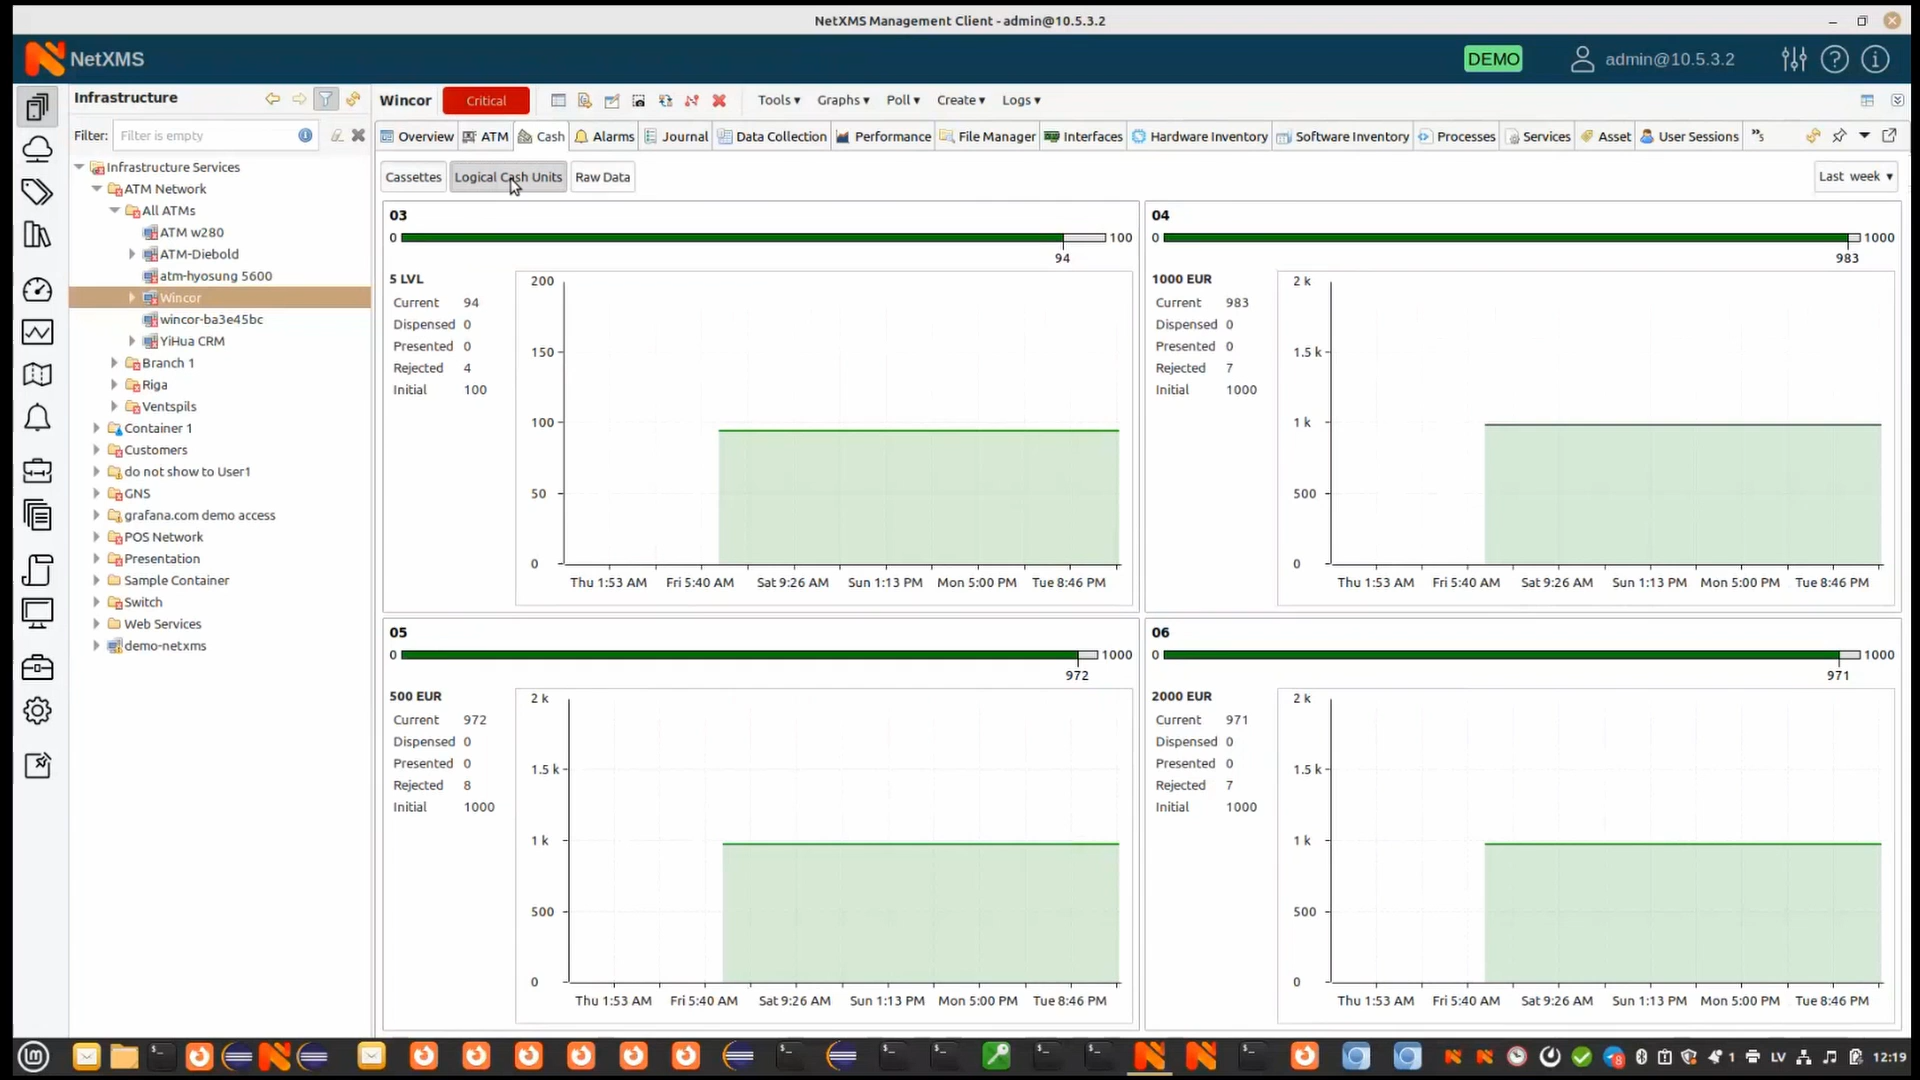 NetXMS Management Client - admin@10.5.3.2
NetXMS
DEMO
admin@10.5.3.2
Infrastructure
Wincor
Critical
Tools
Graphs
Poll
Create
Logs
Filter:
Filter is empty
Overview
ATM
Cash
Alarms
Journal
Data Collection
Performance
File Manager
Interfaces
Hardware Inventory
Software Inventory
Processes
Services
Asset
User Sessions
»5
Infrastructure Services
ATM Network
All ATMs
ATM w280
ATM-Diebold
atm-hyosung 5600
Wincor
wincor-ba3e45bc
YiHua CRM
Branch 1
Riga
Ventspils
Container 1
Customers
do not show to User1
GNS
grafana.com demo access
POS Network
Presentation
Sample Container
Switch
Web Services
demo-netxms
Cassettes
Logical Cash Units
Raw Data
Last week
03
0
100
94
5 LVL
Current 94
Dispensed 0
Presented 0
Rejected 4
Initial 100
200
150
100
50
0
Thu 1:53 AM
Fri 5:40 AM
Sat 9:26 AM
Sun 1:13 PM
Mon 5:00 PM
Tue 8:46 PM
04
0
1000
983
1000 EUR
Current 983
Dispensed 0
Presented 0
Rejected 7
Initial 1000
2 k
1.5 k
1 k
500
0
Thu 1:53 AM
Fri 5:40 AM
Sat 9:26 AM
Sun 1:13 PM
Mon 5:00 PM
Tue 8:46 PM
05
0
1000
972
500 EUR
Current 972
Dispensed 0
Presented 0
Rejected 8
Initial 1000
2 k
1.5 k
1 k
500
0
Thu 1:53 AM
Fri 5:40 AM
Sat 9:26 AM
Sun 1:13 PM
Mon 5:00 PM
Tue 8:46 PM
06
0
1000
971
2000 EUR
Current 971
Dispensed 0
Presented 0
Rejected 7
Initial 1000
2 k
1.5 k
1 k
500
0
Thu 1:53 AM
Fri 5:40 AM
Sat 9:26 AM
Sun 1:13 PM
Mon 5:00 PM
Tue 8:46 PM
8
1
LV
12:19